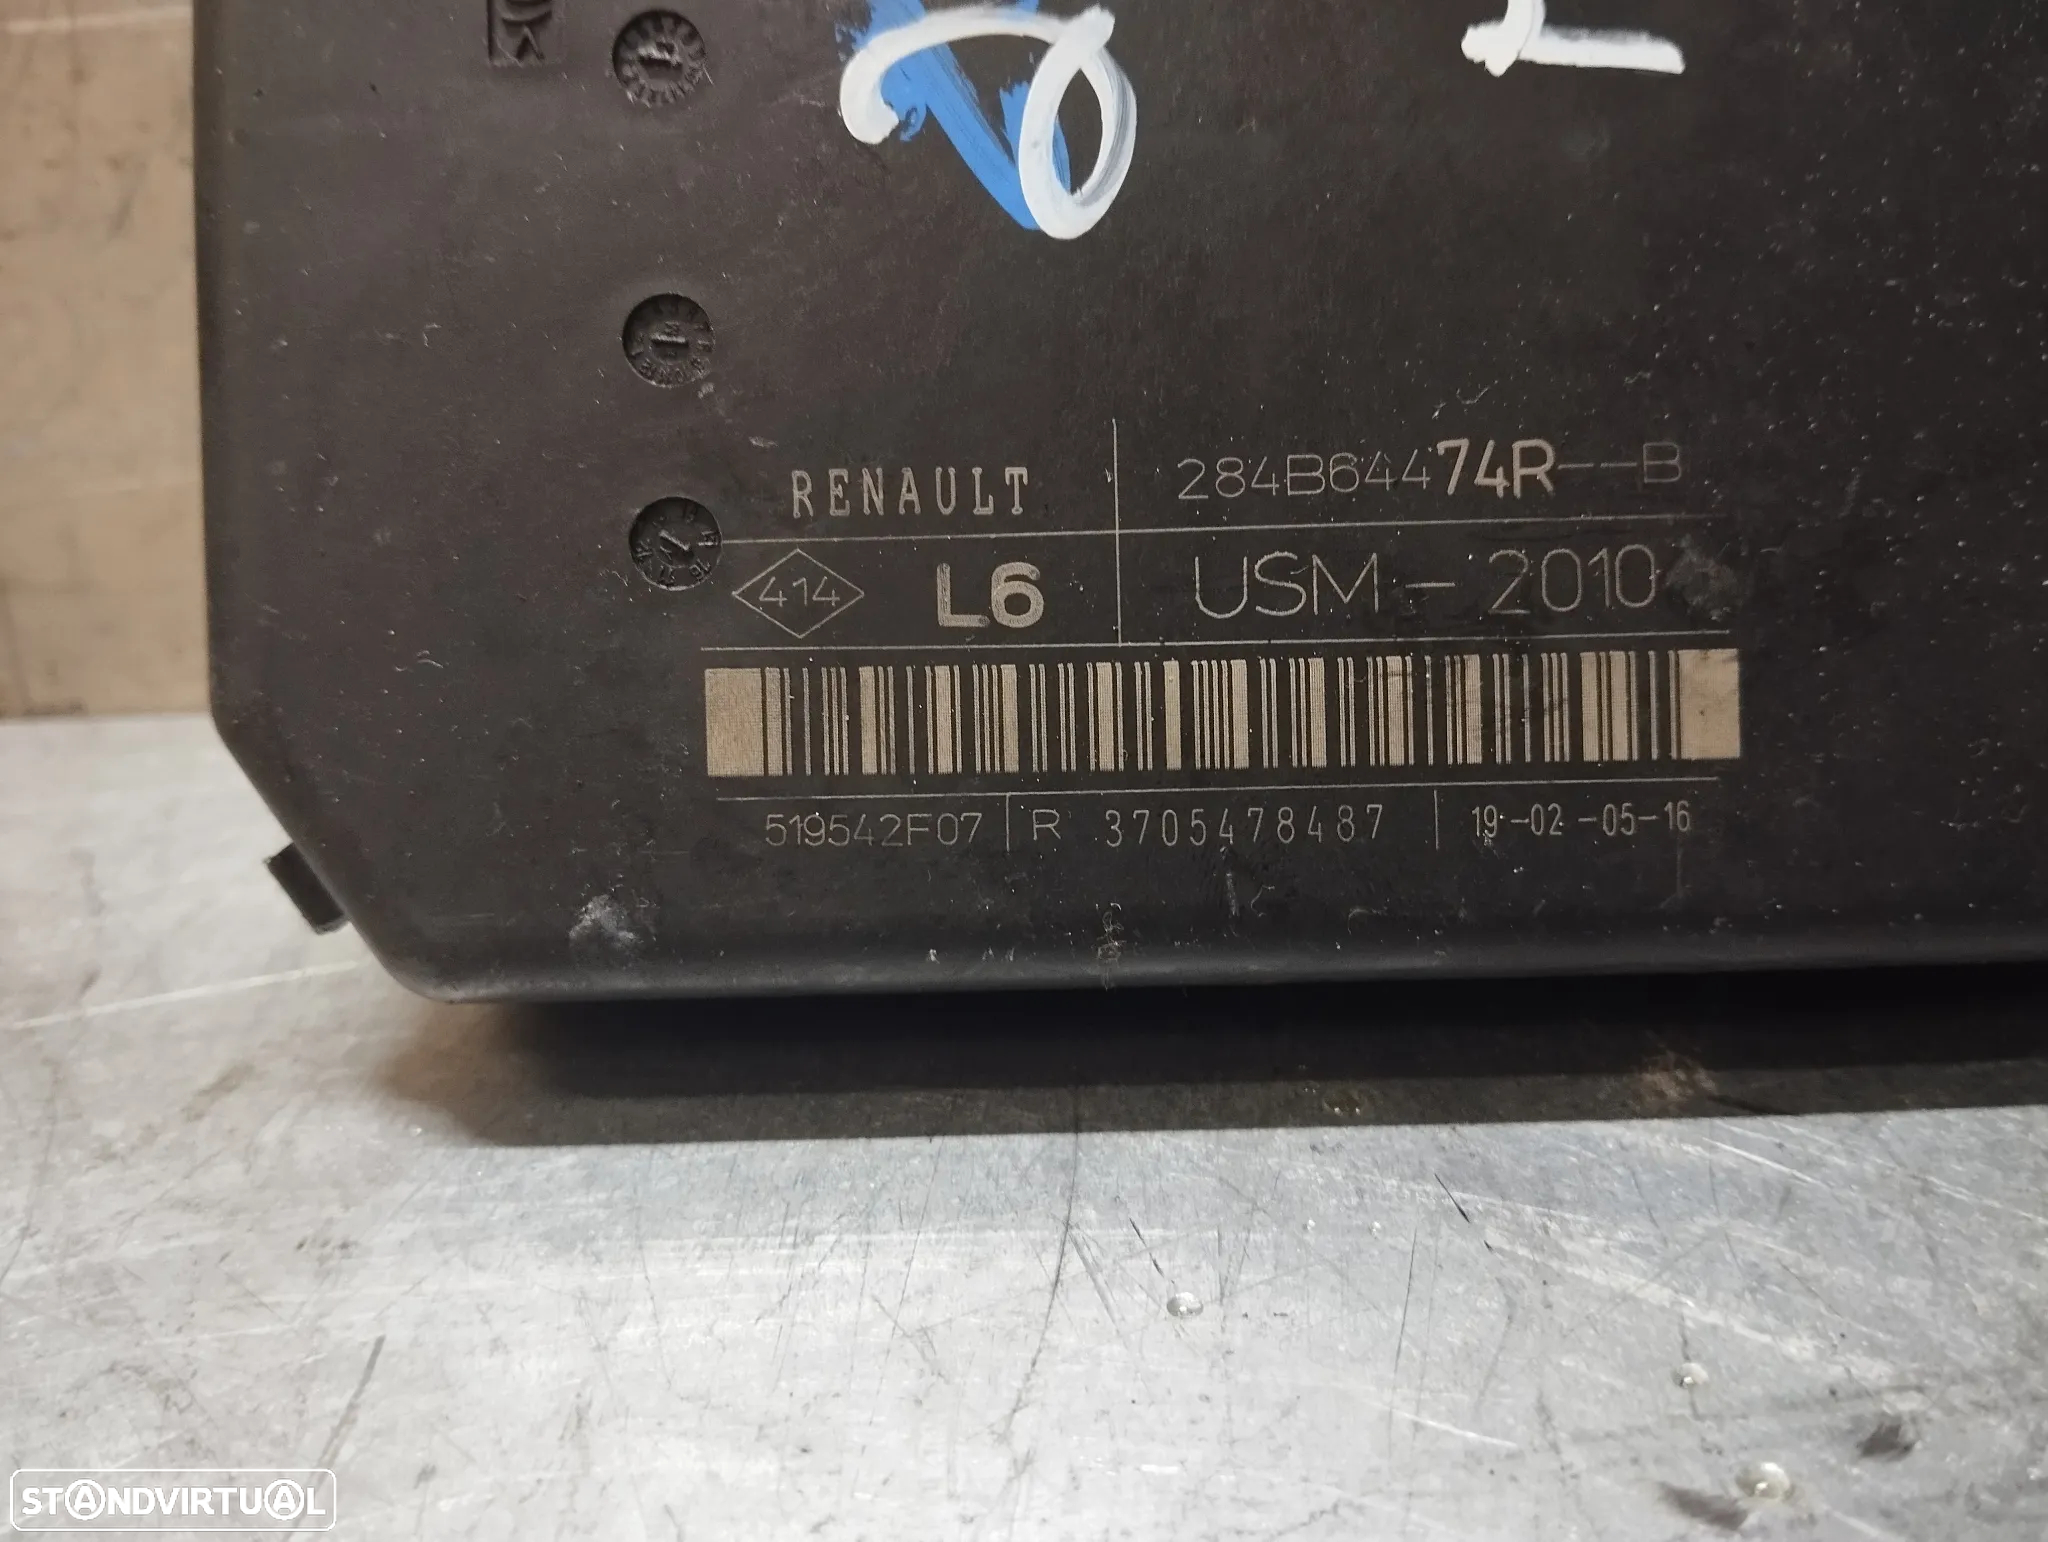 RENAULT 284B64474R--B
414 L6 USM - 2010
519542F07 R 3705478487 19-02-05-16
STANDVIRTUAL